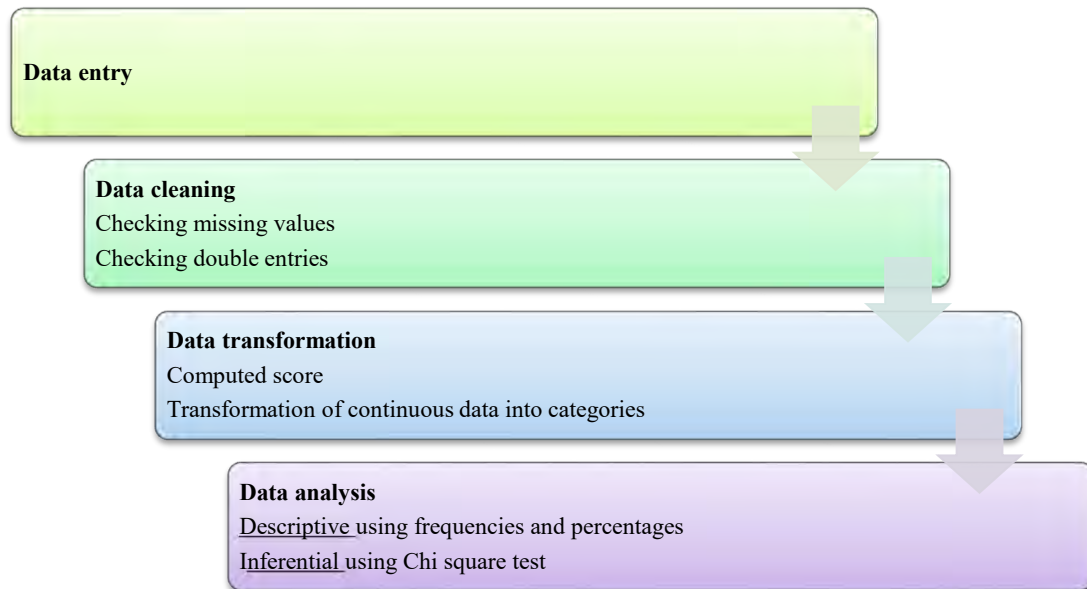 Data entry
Data cleaning
Checking missing values
Checking double entries
Data transformation
Computed score
Transformation of continuous data into categories
Data analysis
Descriptive using frequencies and percentages
Inferential using Chi square test